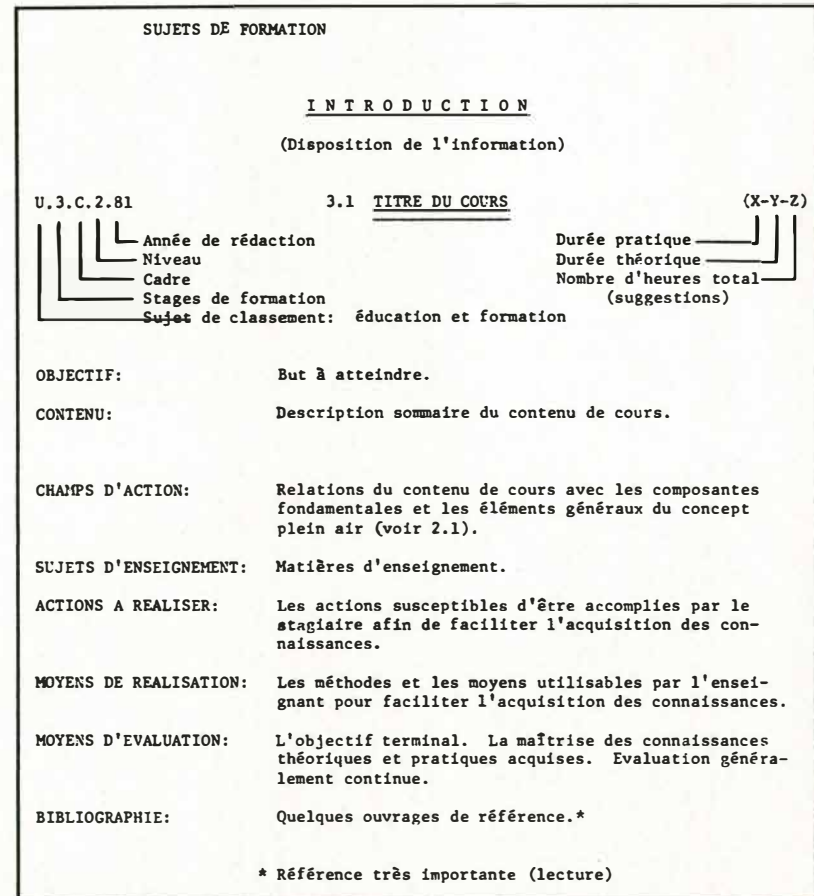 SUJETS DE FORMATION
I N T R O D U C T I O N
(Disposition de l'information)
U.3.C.2.81 3.1 TITRE DU COURS (X-Y-Z)
Année de rédaction Durée pratique
Niveau Durée théorique
Cadre Nombre d'heures total
Stages de formation (suggestions)
Sujet de classement: éducation et formation
OBJECTIF: But à atteindre.
CONTENU: Description sommaire du contenu de cours.
CHAMPS D'ACTION: Relations du contenu de cours avec les composantes
fondamentales et les éléments généraux du concept
plein air (voir 2.1).
SUJETS D'ENSEIGNEMENT: Matières d'enseignement.
ACTIONS A REALISER: Les actions susceptibles d'être accomplies par le
stagiaire afin de faciliter l'acquisition des con-
naissances.
MOYENS DE REALISATION: Les méthodes et les moyens utilisables par l'ensei-
gnant pour faciliter l'acquisition des connaissances.
MOYENS D'EVALUATION: L'objectif terminal. La maîtrise des connaissances
théoriques et pratiques acquises. Evaluation généra-
lement continue.
BIBLIOGRAPHIE: Quelques ouvrages de référence.*
* Référence très importante (lecture)